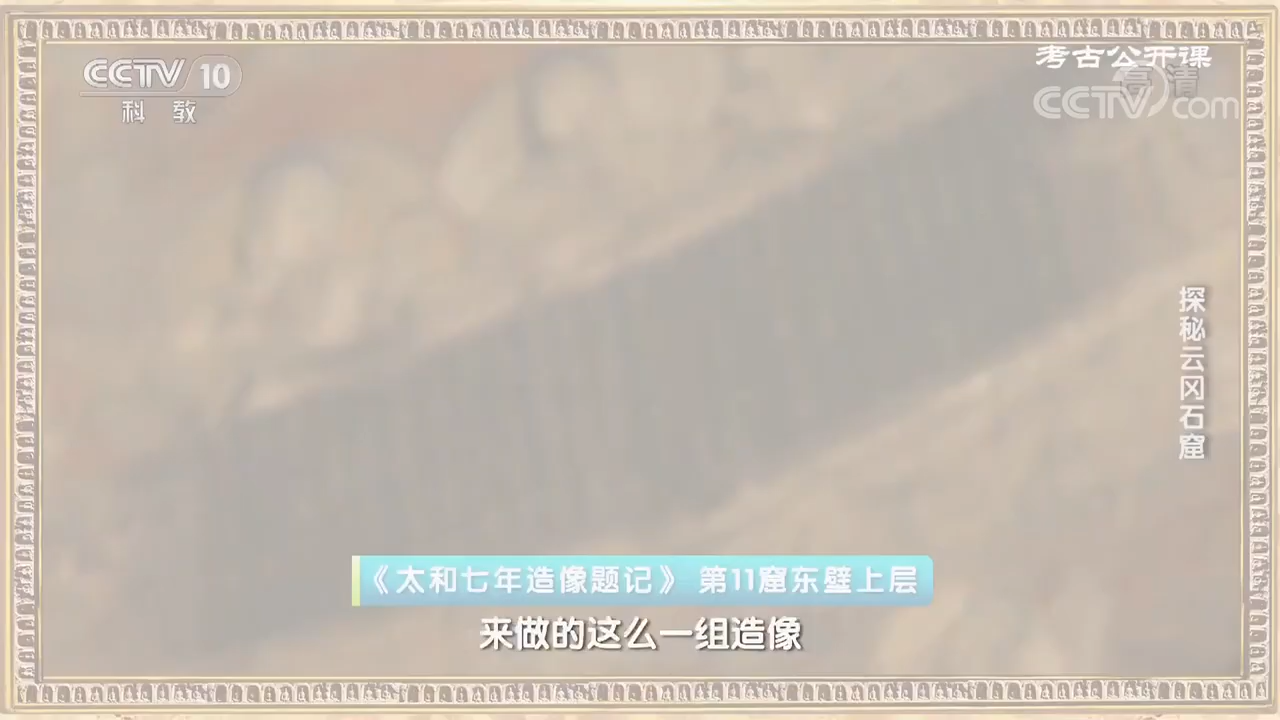 CCTV 10
科教
考古公开课
高清
CCTV.com
探秘云冈石窟
《太和七年造像题记》 第11窟东壁上层
来做的这么一组造像